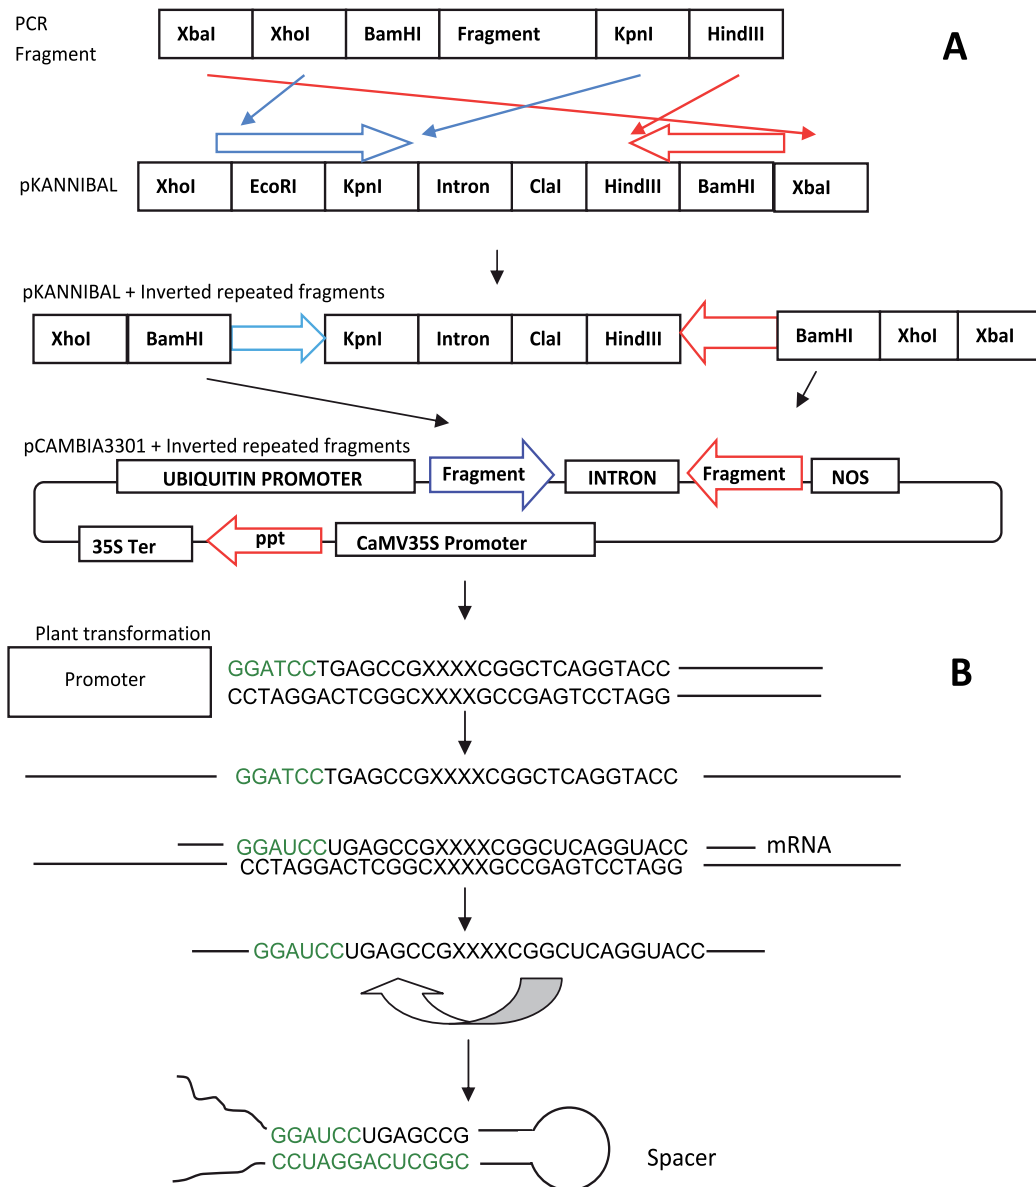 PCR
Fragment
XbaI XhoI BamHI Fragment KpnI HindIII
A
pKANNIBAL
XhoI EcoRI KpnI Intron ClaI HindIII BamHI XbaI
pKANNIBAL + Inverted repeated fragments
XhoI BamHI KpnI Intron ClaI HindIII BamHI XhoI XbaI
pCAMBIA3301 + Inverted repeated fragments
UBIQUITIN PROMOTER Fragment INTRON Fragment NOS
35S Ter ppt CaMV35S Promoter
Plant transformation
B
Promoter
GGATCCTGAGCCGXXXXCGGCTCAGGTACC
CCTAGGACTCGGCXXXXGCCGAGTCCTAGG
GGATCCTGAGCCGXXXXCGGCTCAGGTACC
GGAUCCUGAGCCGXXXXCGGCUCAGGUACC mRNA
CCTAGGACTCGGCXXXXGCCGAGTCCTAGG
GGAUCCUGAGCCGXXXXCGGCUCAGGUACC
GGAUCCUGAGCCG
CCUAGGACUCGGC
Spacer